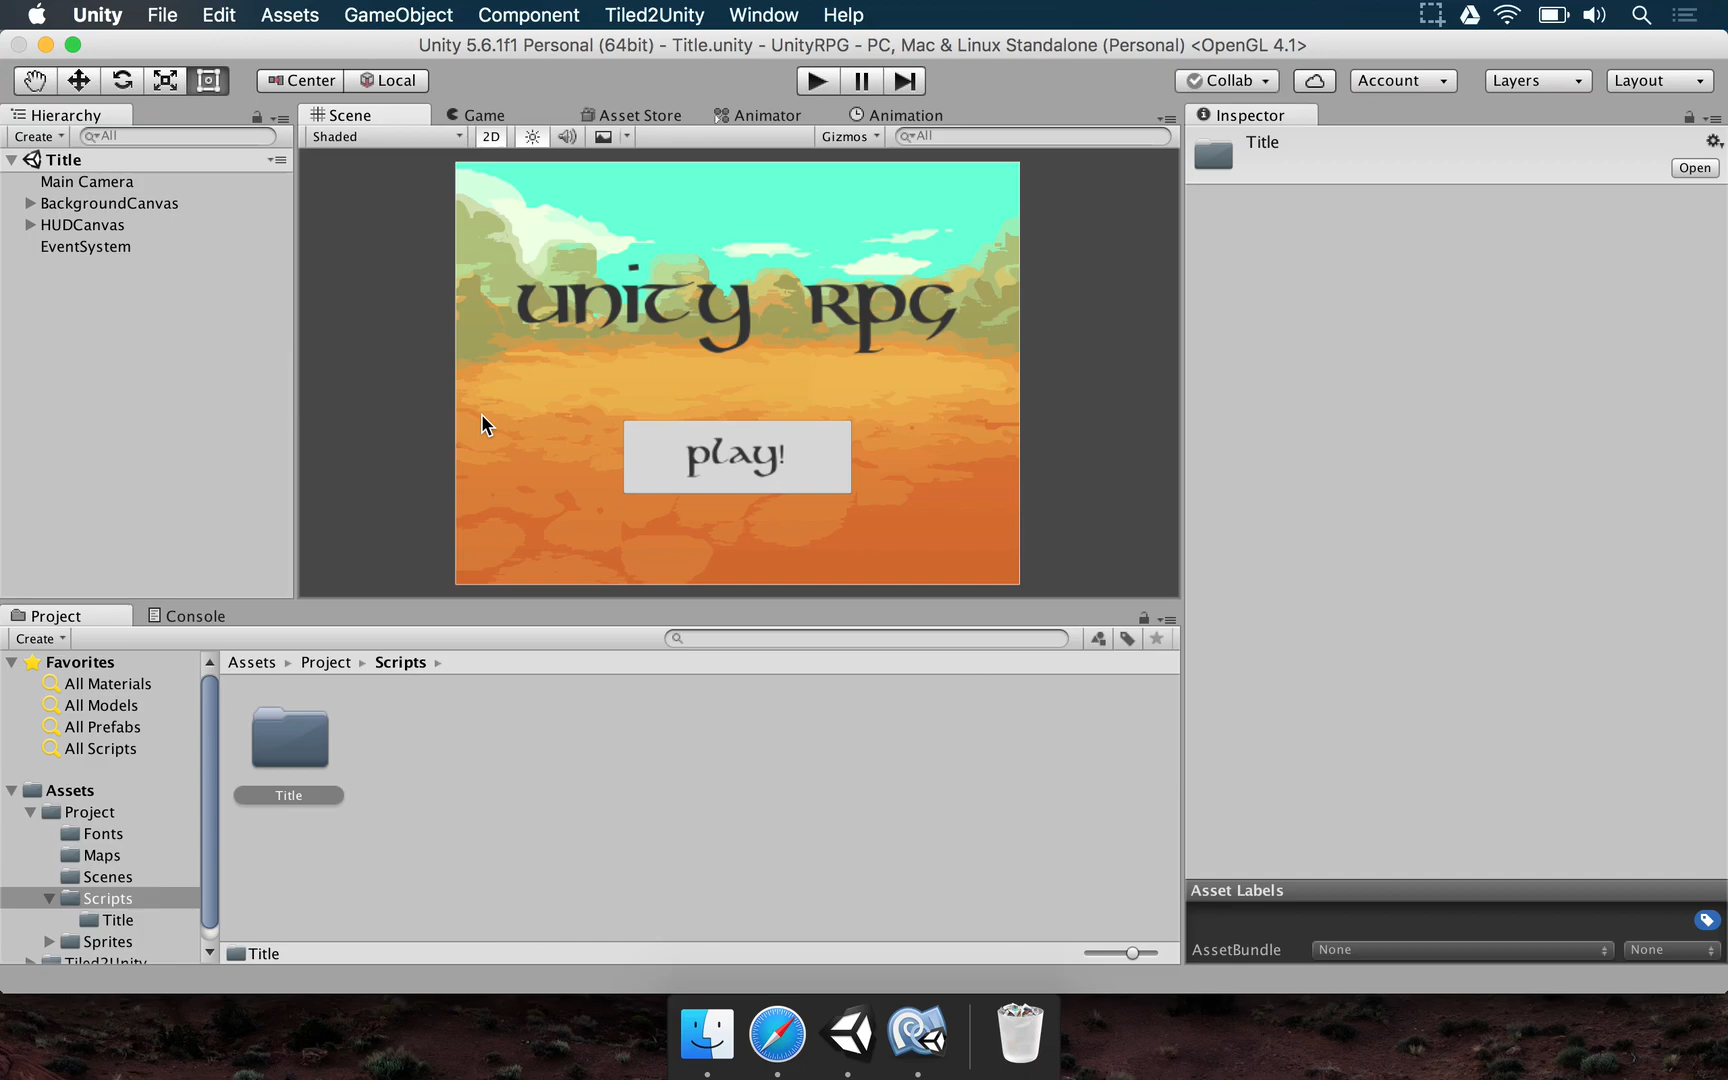 Unity File Edit Assets GameObject Component Tiled2Unity Window Help
Unity 5.6.1f1 Personal (64bit) - Title.unity - UnityRPG - PC, Mac & Linux Standalone (Personal) <OpenGL 4.1>
Center Local Collab Account Layers Layout
Hierarchy Scene Game Asset Store Animator Animation Inspector
Create All Shaded 2D Gizmos All
Title
Title
Open
Main Camera
BackgroundCanvas
HUDCanvas
EventSystem
unity rpg
play!
Project Console
Create
Favorites
All Materials
All Models
All Prefabs
All Scripts
Assets
Project
Fonts
Maps
Scenes
Scripts
Title
Sprites
Tiled2Unity
Assets Project Scripts
Title
Title
Asset Labels
AssetBundle None None